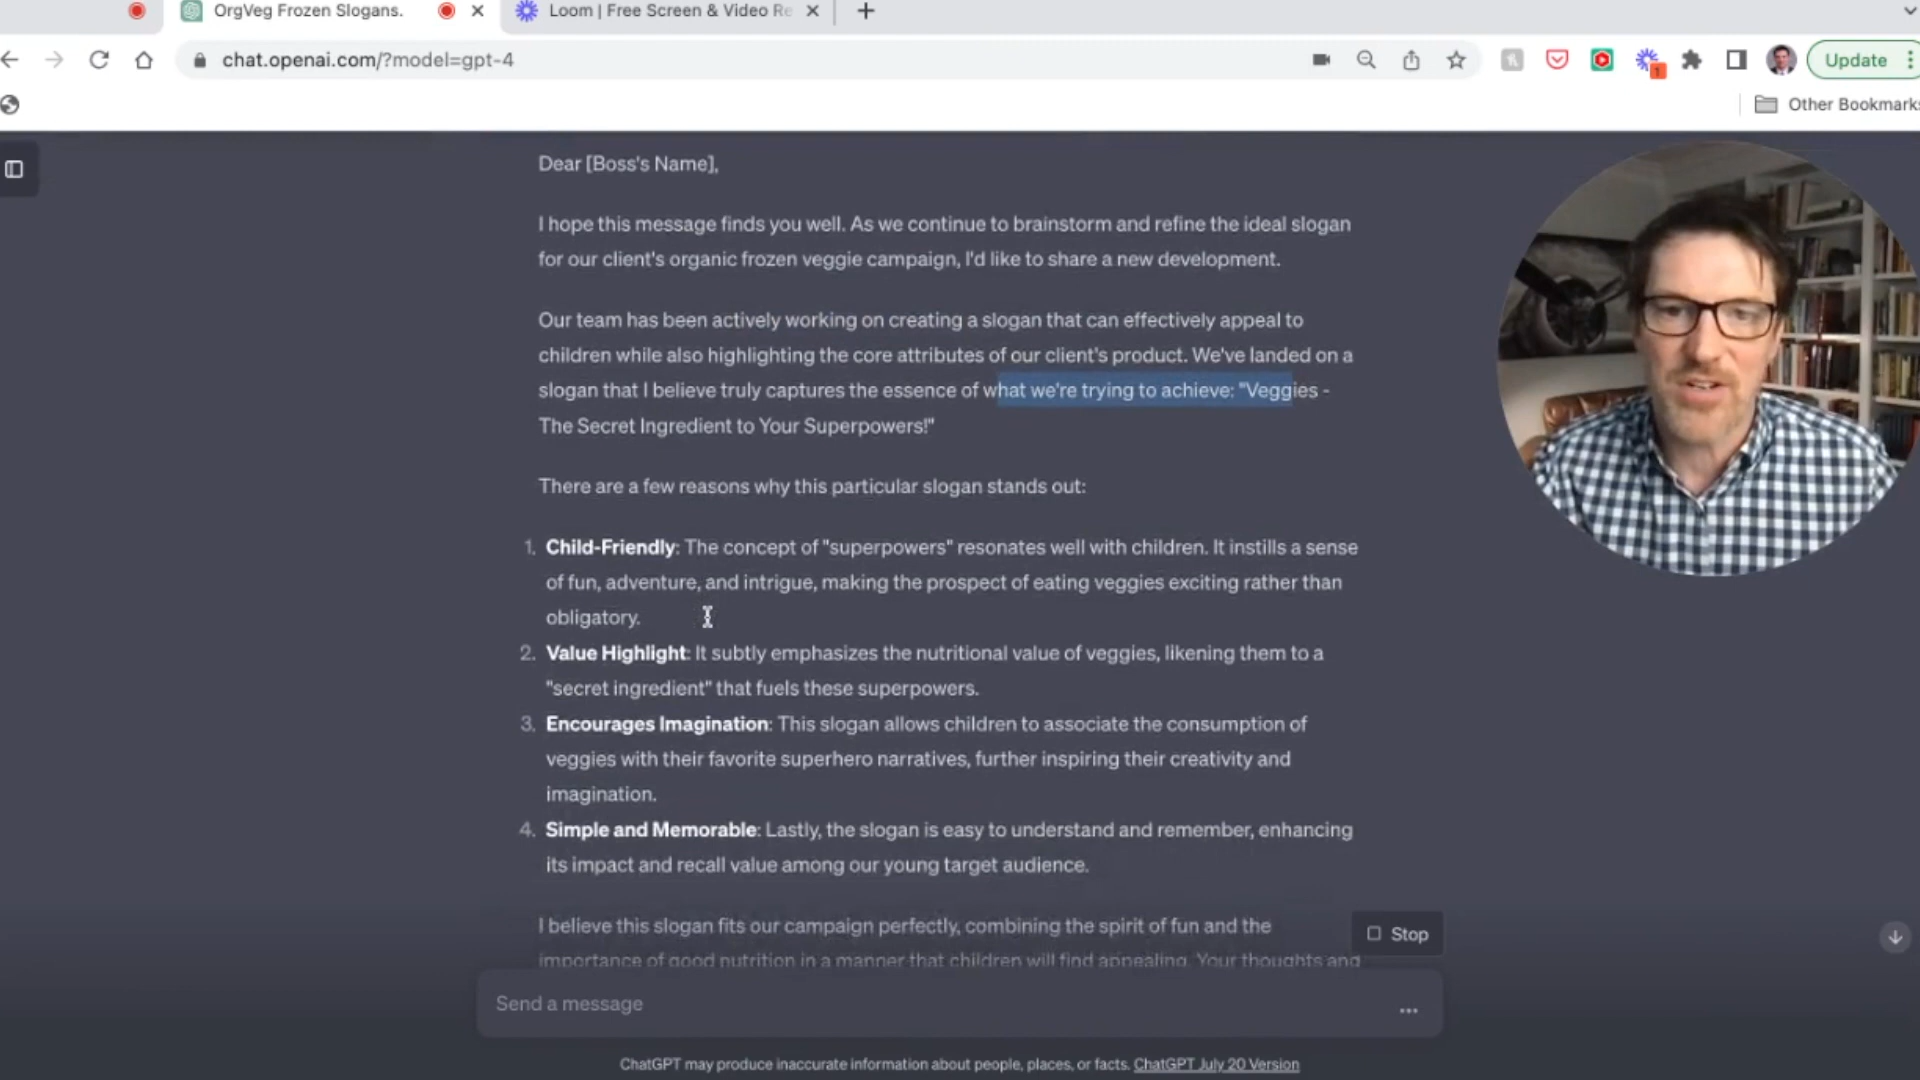 OrgVeg Frozen Slogans.
Loom | Free Screen & Video Re
chat.openai.com/?model=gpt-4
1
Update
Other Bookmarks
Dear [Boss's Name],
I hope this message finds you well. As we continue to brainstorm and refine the ideal slogan
for our client's organic frozen veggie campaign, I'd like to share a new development.
Our team has been actively working on creating a slogan that can effectively appeal to
children while also highlighting the core attributes of our client's product. We've landed on a
slogan that I believe truly captures the essence of what we're trying to achieve: "Veggies -
The Secret Ingredient to Your Superpowers!"
There are a few reasons why this particular slogan stands out:
1. Child-Friendly: The concept of "superpowers" resonates well with children. It instills a sense
of fun, adventure, and intrigue, making the prospect of eating veggies exciting rather than
obligatory.
2. Value Highlight: It subtly emphasizes the nutritional value of veggies, likening them to a
"secret ingredient" that fuels these superpowers.
3. Encourages Imagination: This slogan allows children to associate the consumption of
veggies with their favorite superhero narratives, further inspiring their creativity and
imagination.
4. Simple and Memorable: Lastly, the slogan is easy to understand and remember, enhancing
its impact and recall value among our young target audience.
I believe this slogan fits our campaign perfectly, combining the spirit of fun and the
importance of good nutrition in a manner that children will find appealing. Your thoughts and
Stop
Send a message
ChatGPT may produce inaccurate information about people, places, or facts. ChatGPT July 20 Version